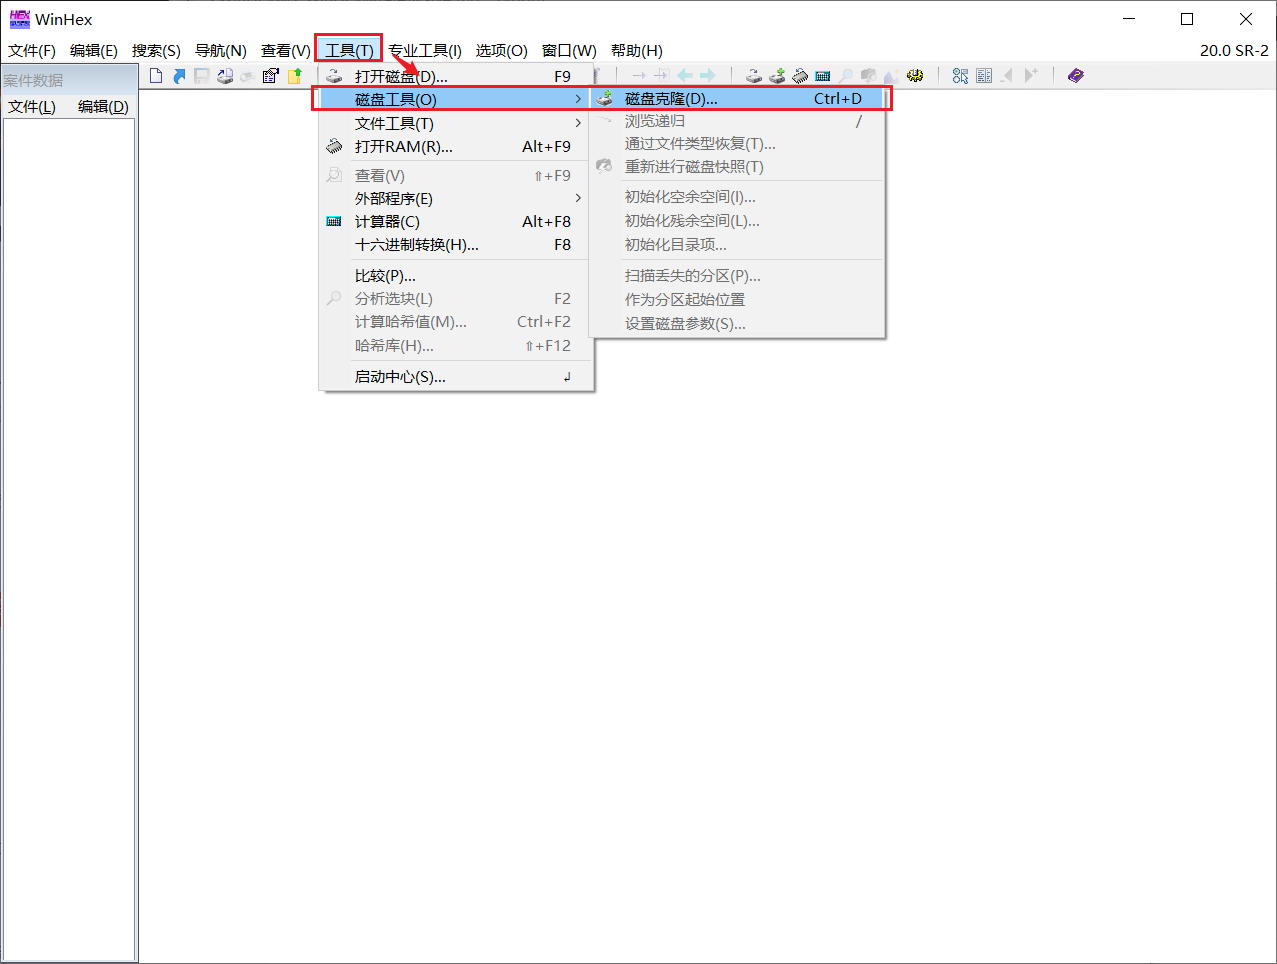 WinHex
文件(F) 编辑(E) 搜索(S) 导航(N) 查看(V) 工具(T) 专业工具(I) 选项(O) 窗口(W) 帮助(H) 20.0 SR-2
案件数据
文件(L) 编辑(D)
打开磁盘(D)... F9
磁盘工具(O)
文件工具(T)
打开RAM(R)... Alt+F9
查看(V) ⇧+F9
外部程序(E)
计算器(C) Alt+F8
十六进制转换(H)... F8
比较(P)...
分析选块(L) F2
计算哈希值(M)... Ctrl+F2
哈希库(H)... ⇧+F12
启动中心(S)... ↲
磁盘克隆(D)... Ctrl+D
浏览递归 /
通过文件类型恢复(T)...
重新进行磁盘快照(T)
初始化空余空间(I)...
初始化残余空间(L)...
初始化目录项...
扫描丢失的分区(P)...
作为分区起始位置
设置磁盘参数(S)...